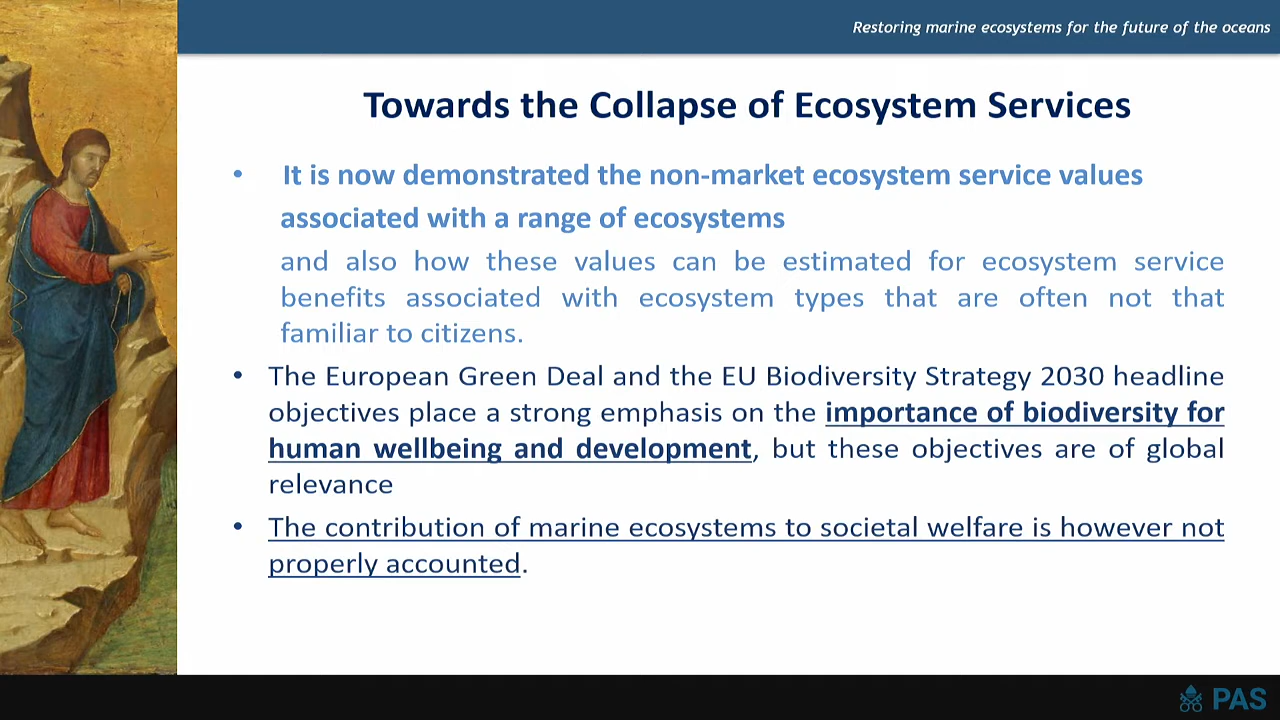 Restoring marine ecosystems for the future of the oceans
Towards the Collapse of Ecosystem Services
• It is now demonstrated the non-market ecosystem service values
associated with a range of ecosystems
and also how these values can be estimated for ecosystem service
benefits associated with ecosystem types that are often not that
familiar to citizens.
• The European Green Deal and the EU Biodiversity Strategy 2030 headline
objectives place a strong emphasis on the importance of biodiversity for
human wellbeing and development, but these objectives are of global
relevance
• The contribution of marine ecosystems to societal welfare is however not
properly accounted.
PAS